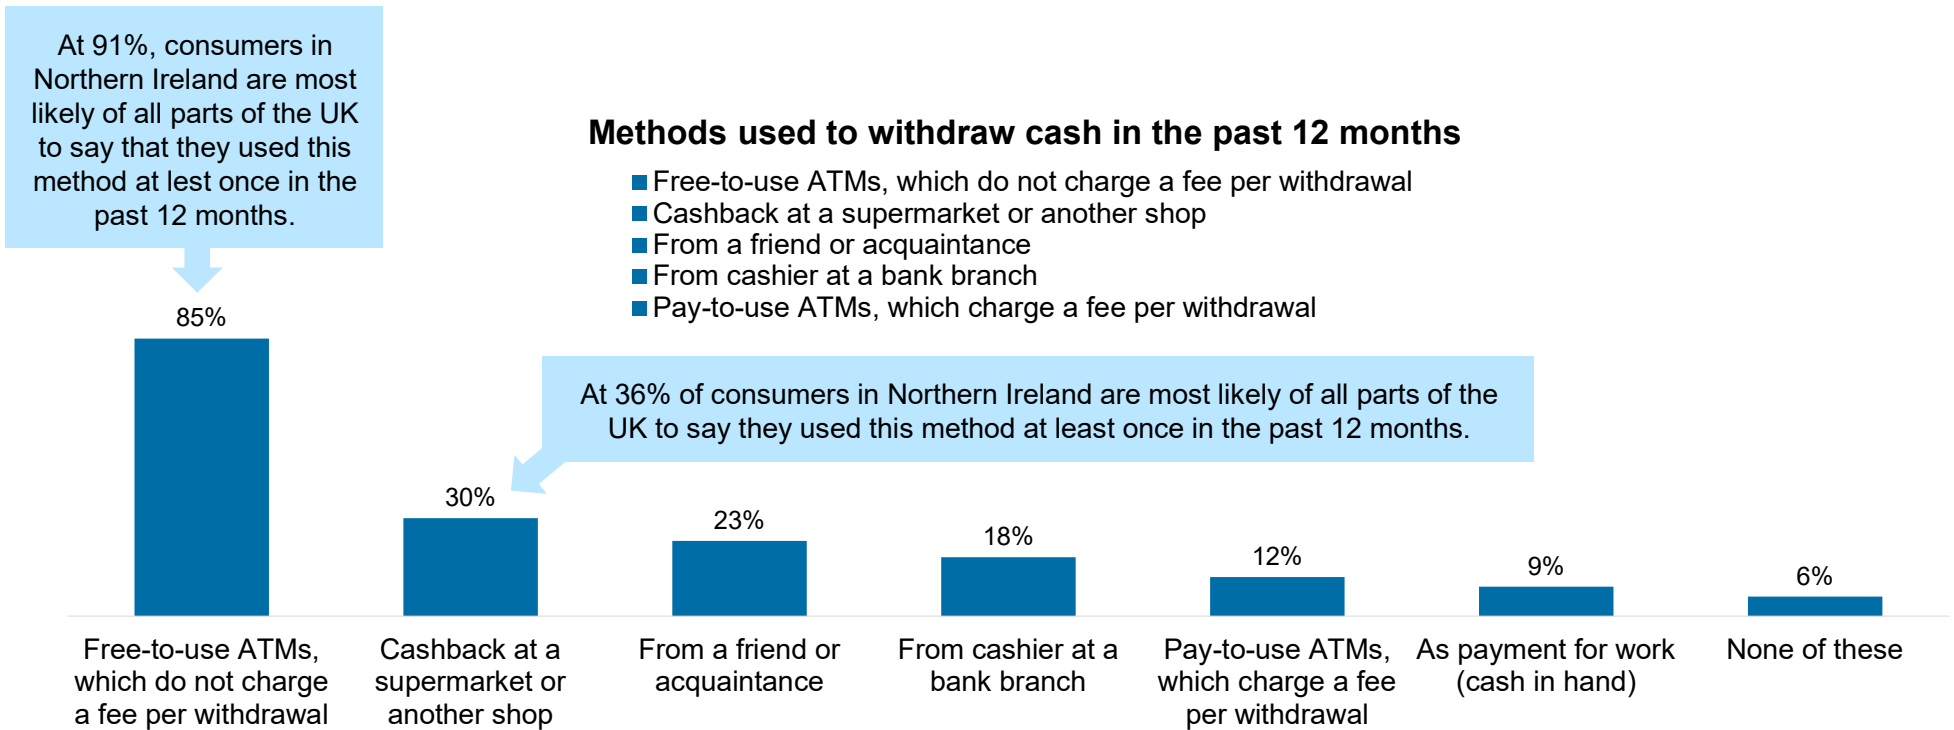 At 91%, consumers in
Northern Ireland are most
likely of all parts of the UK
to say that they used this
method at lest once in the
past 12 months.
Methods used to withdraw cash in the past 12 months
Free-to-use ATMs, which do not charge a fee per withdrawal
Cashback at a supermarket or another shop
From a friend or acquaintance
From cashier at a bank branch
Pay-to-use ATMs, which charge a fee per withdrawal
85%
At 36% of consumers in Northern Ireland are most likely of all parts of the
UK to say they used this method at least once in the past 12 months.
30%
23%
18%
12%
9%
6%
Free-to-use ATMs,
which do not charge
a fee per withdrawal
Cashback at a
supermarket or
another shop
From a friend or
acquaintance
From cashier at a
bank branch
Pay-to-use ATMs,
which charge a fee
per withdrawal
As payment for work
(cash in hand)
None of these